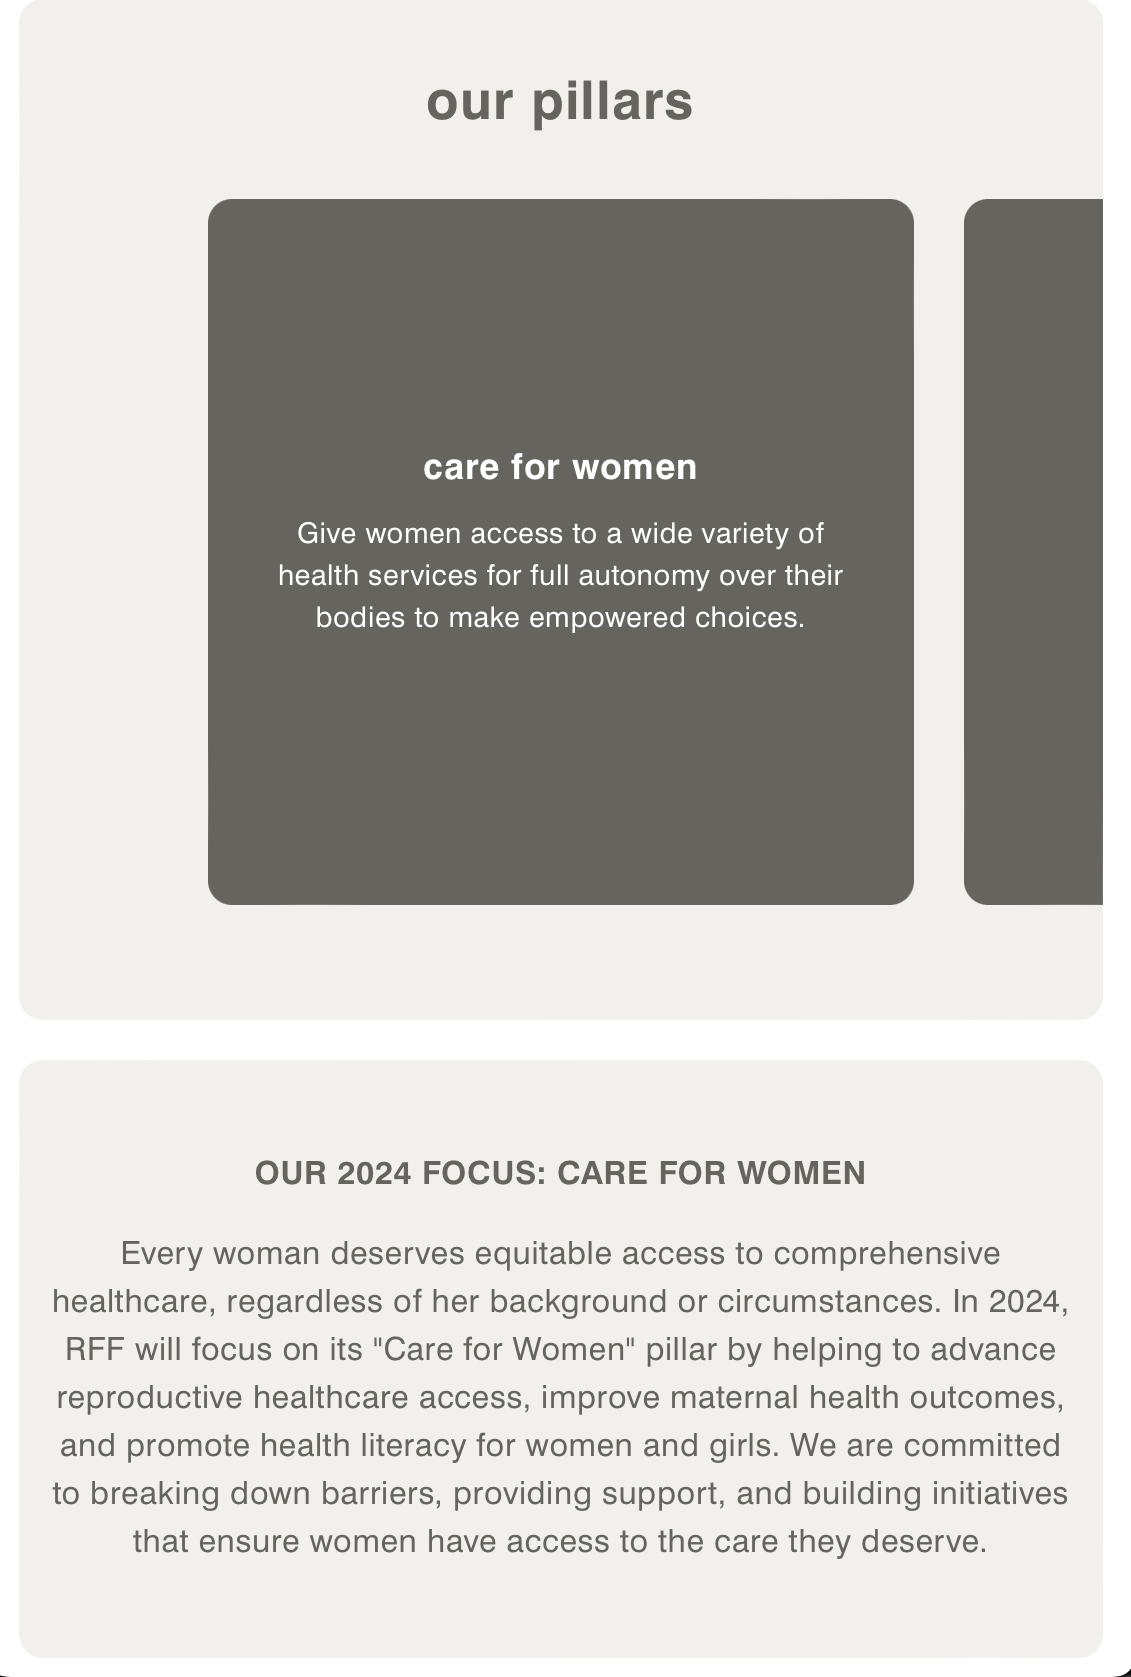 our pillars
care for women
Give women access to a wide variety of
health services for full autonomy over their
bodies to make empowered choices.
OUR 2024 FOCUS: CARE FOR WOMEN
Every woman deserves equitable access to comprehensive
healthcare, regardless of her background or circumstances. In 2024,
RFF will focus on its "Care for Women" pillar by helping to advance
reproductive healthcare access, improve maternal health outcomes,
and promote health literacy for women and girls. We are committed
to breaking down barriers, providing support, and building initiatives
that ensure women have access to the care they deserve.